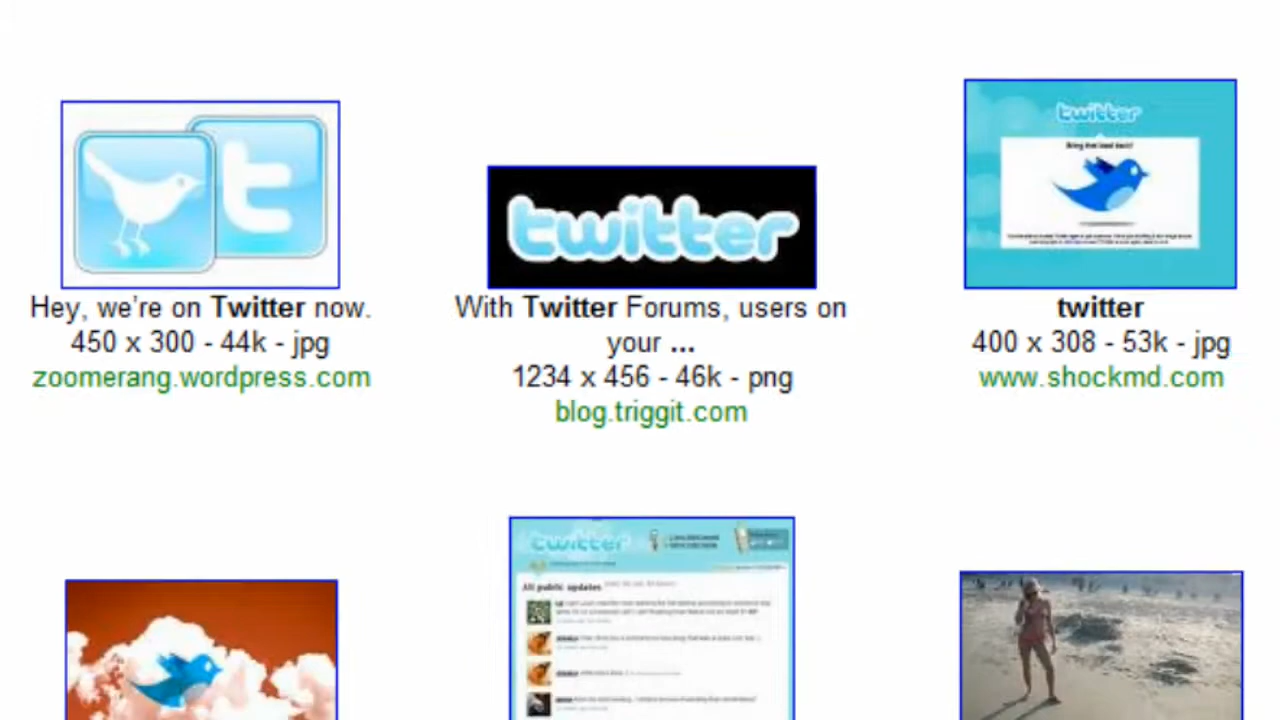 t
twitter
twitter
Hey, we're on Twitter now.
450 x 300 - 44k - jpg
zoomerang.wordpress.com
With Twitter Forums, users on
your ...
1234 x 456 - 46k - png
blog.triggit.com
twitter
400 x 308 - 53k - jpg
www.shockmd.com
twitter
All public updates